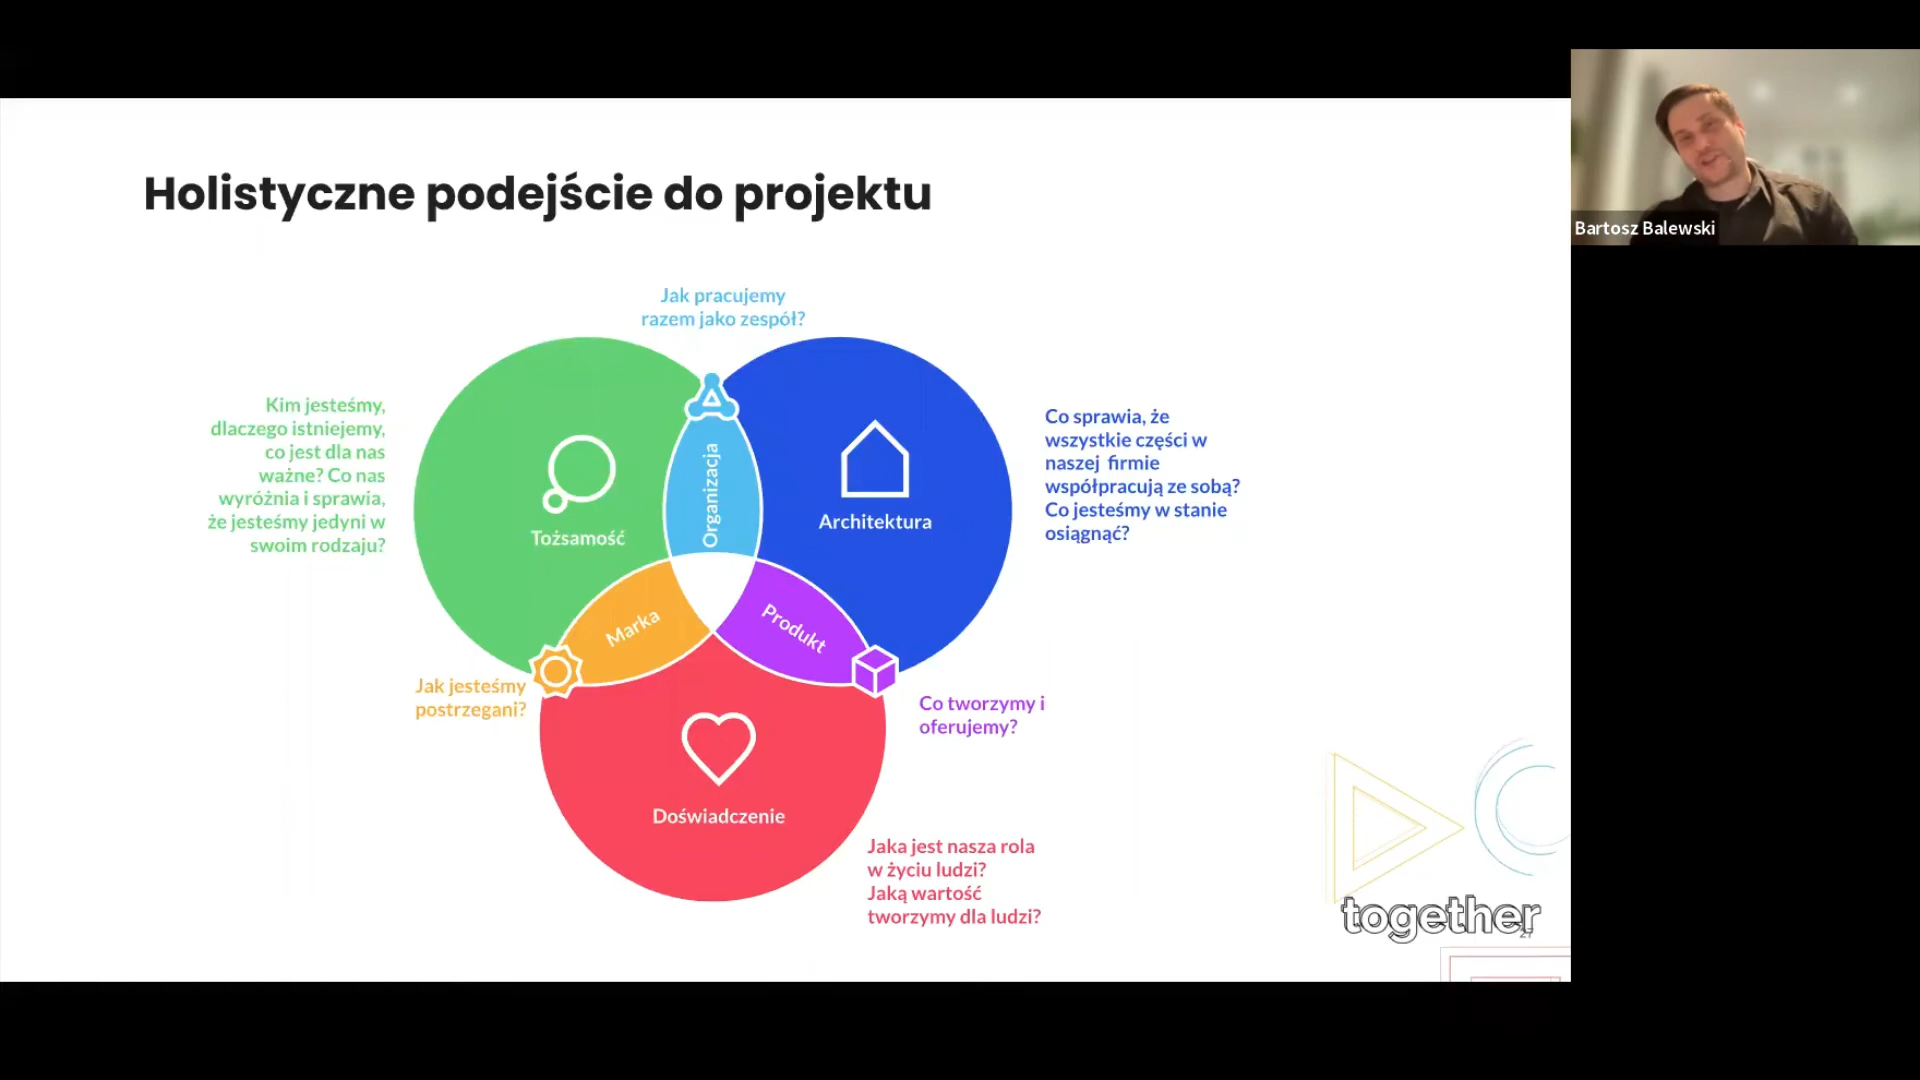 Holistyczne podejście do projektu
Bartosz Balewski
Jak pracujemy
razem jako zespół?
Kim jesteśmy,
dlaczego istniejemy,
co jest dla nas
ważne? Co nas
wyróżnia i sprawia,
że jesteśmy jedyni w
swoim rodzaju?
Tożsamość
Organizacja
Architektura
Co sprawia, że
wszystkie części w
naszej firmie
współpracują ze sobą?
Co jesteśmy w stanie
osiągnąć?
Marka
Produkt
Jak jesteśmy
postrzegani?
Co tworzymy i
oferujemy?
Doświadczenie
Jaka jest nasza rola
w życiu ludzi?
Jaką wartość
tworzymy dla ludzi?
together